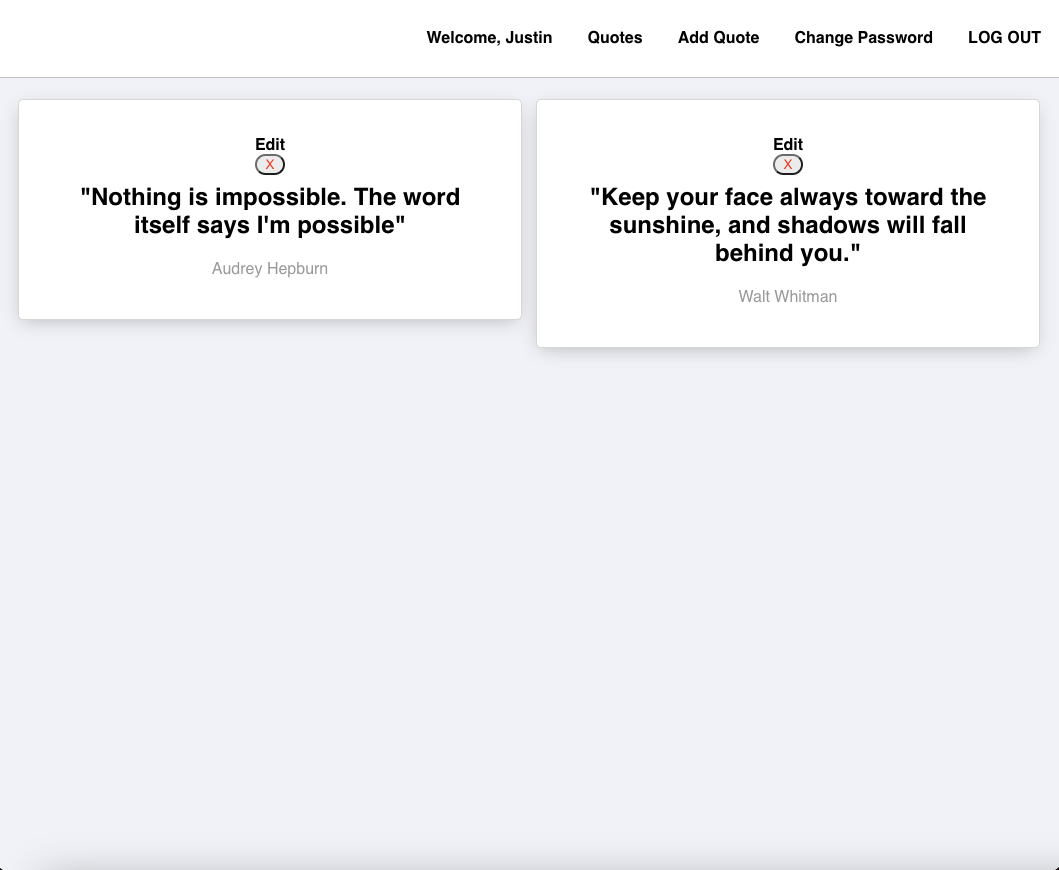 Welcome, Justin Quotes Add Quote Change Password LOG OUT
Edit
X
"Nothing is impossible. The word
itself says I'm possible"
Audrey Hepburn
Edit
X
"Keep your face always toward the
sunshine, and shadows will fall
behind you."
Walt Whitman